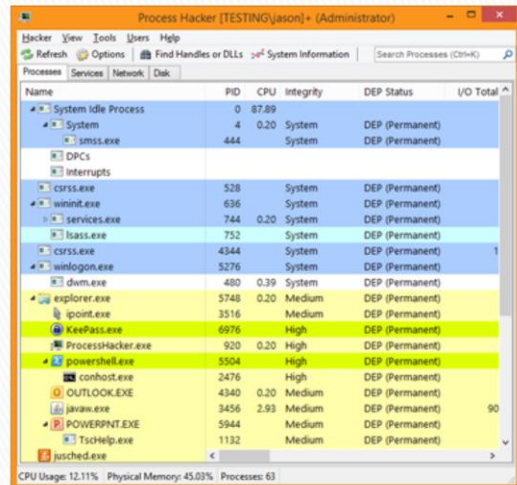 Process Hacker [TESTING\jason]+ (Administrator)
Hacker View Tools Users Help
Refresh Options Find Handles or DLLs System Information Search Processes (Ctrl+K)
Processes Services Network Disk
Name PID CPU Integrity DEP Status I/O Total
System Idle Process 0 87.89
System 4 0.20 System DEP (Permanent)
smss.exe 444 System DEP (Permanent)
DPCs
Interrupts
csrss.exe 528 System DEP (Permanent)
wininit.exe 636 System DEP (Permanent)
services.exe 744 0.20 System DEP (Permanent)
lsass.exe 752 System DEP (Permanent)
csrss.exe 4344 System DEP (Permanent) 1
winlogon.exe 5276 System DEP (Permanent)
dwm.exe 480 0.39 System DEP (Permanent)
explorer.exe 5748 0.20 Medium DEP (Permanent)
ipoint.exe 3516 Medium DEP (Permanent)
KeePass.exe 6976 High DEP (Permanent)
ProcessHacker.exe 920 0.20 High DEP (Permanent)
powershell.exe 5504 High DEP (Permanent)
conhost.exe 2476 High DEP (Permanent)
OUTLOOK.EXE 4340 0.20 Medium DEP (Permanent)
javaw.exe 3456 2.93 Medium DEP (Permanent) 90
POWERPNT.EXE 5944 Medium DEP (Permanent)
TscHelp.exe 1132 Medium DEP (Permanent)
jusched.exe
CPU Usage: 12.11% Physical Memory: 45.03% Processes: 63